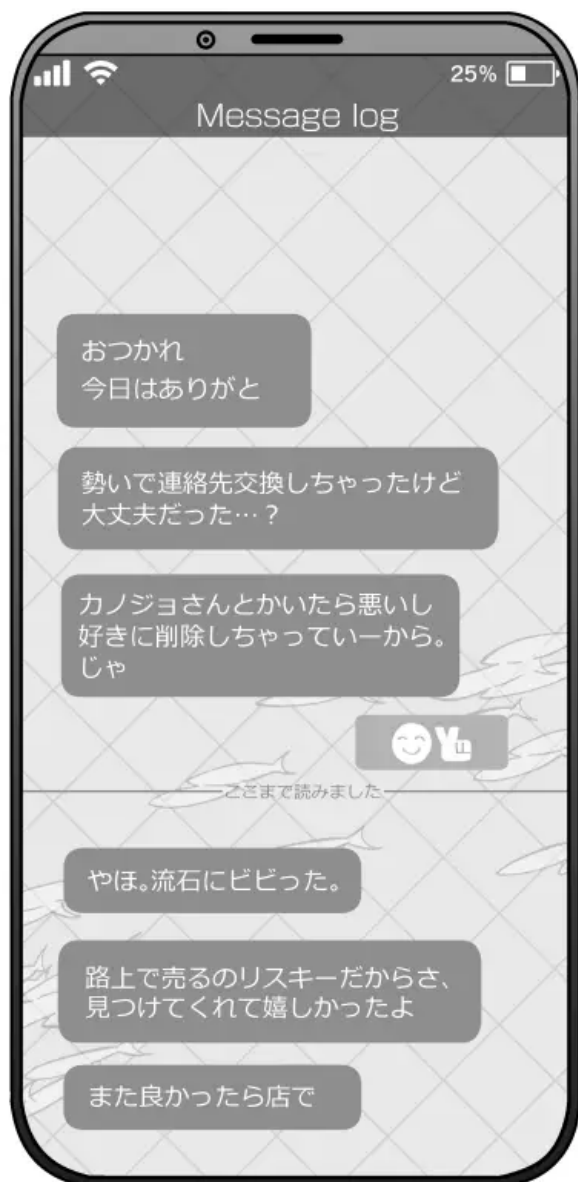 25%
Message log
おつかれ
今日はありがと
勢いで連絡先交換しちゃったけど
大丈夫だった…？
カノジョさんとかいたら悪いし
好きに削除しちゃっていーから。
じゃ
ここまで読みました
やほ。流石にビビった。
路上で売るのリスキーだからさ、
見つけてくれて嬉しかったよ
また良かったら店で